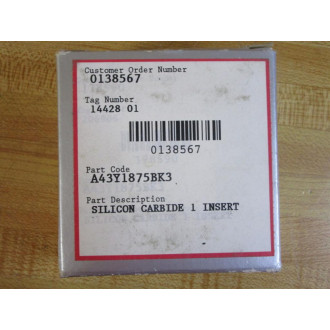 Customer Order Number
0138567
Tag Number
14428 01
0138567
Part Code
A43Y1875BK3
Part Description
SILICON CARBIDE 1 INSERT